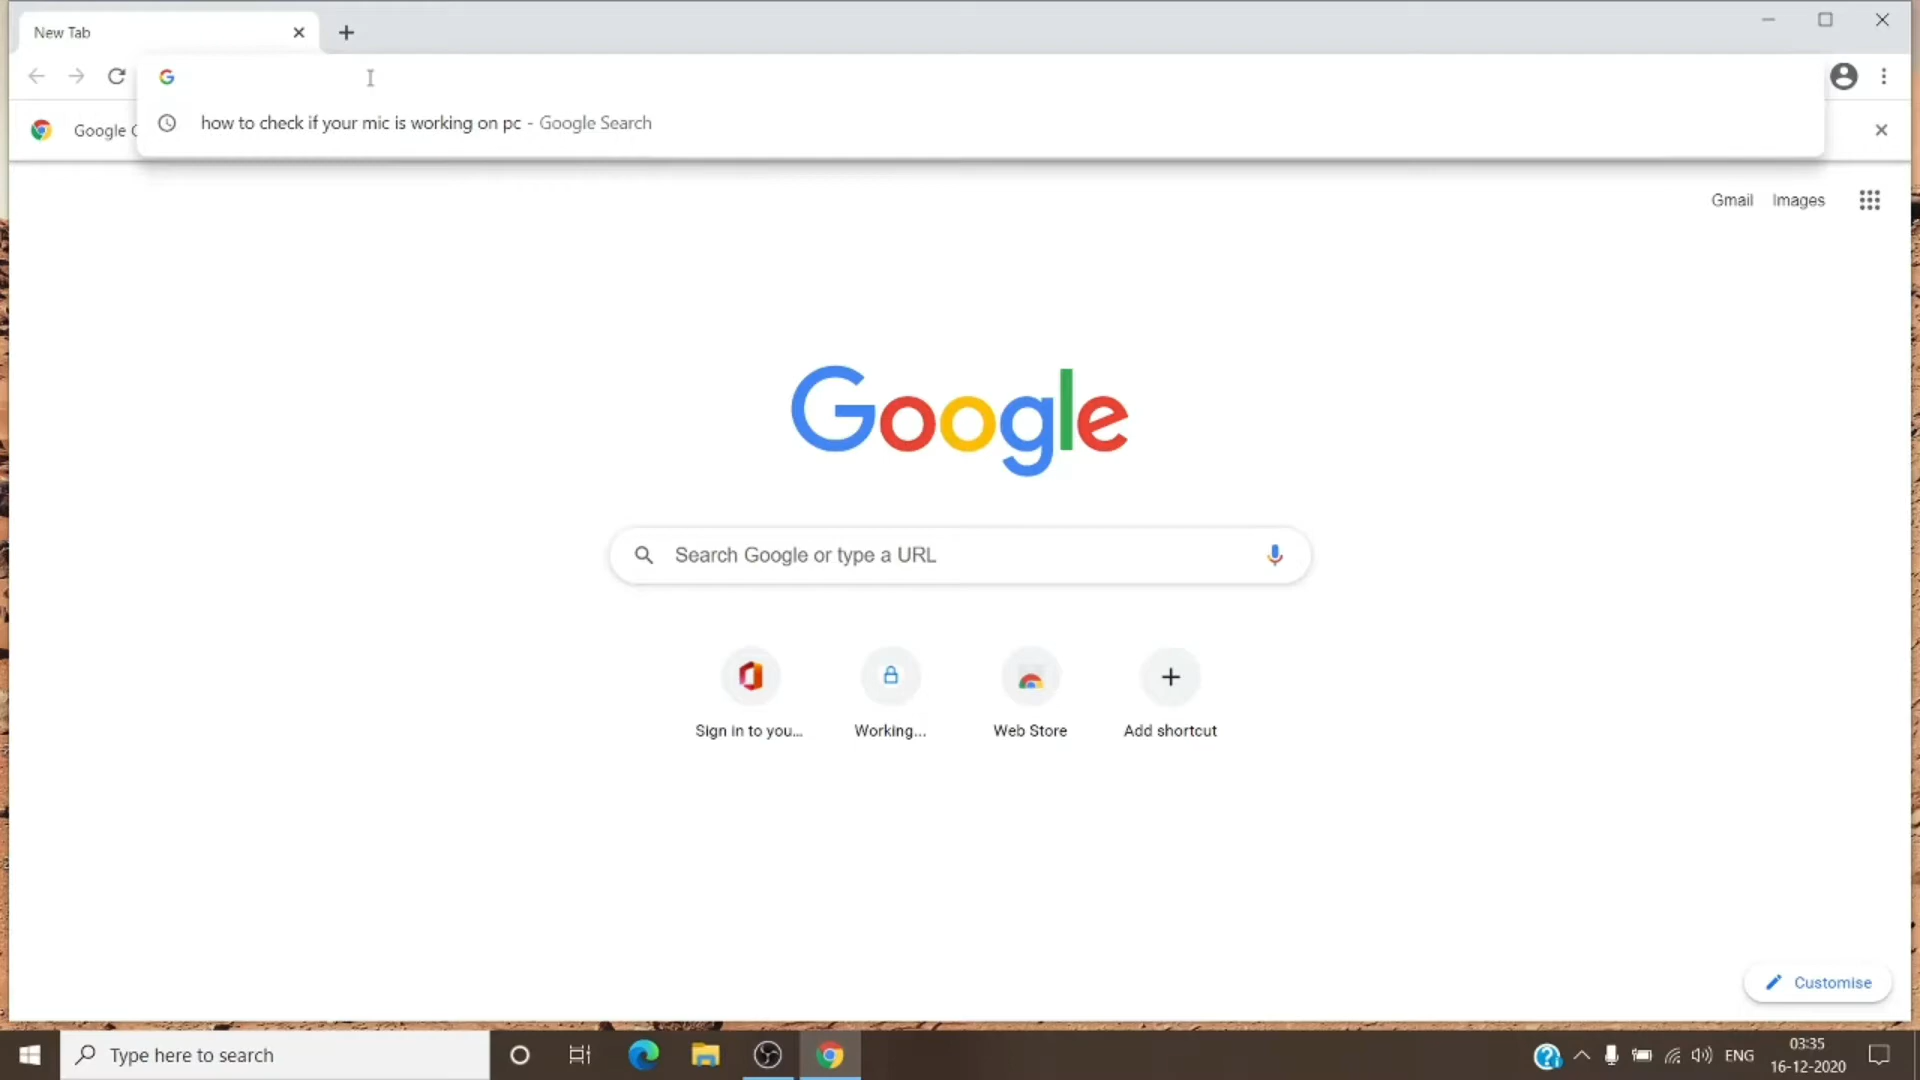 New Tab
how to check if your mic is working on pc - Google Search
Google C
Gmail Images
Google
Search Google or type a URL
Sign in to you... Working... Web Store Add shortcut
Customise
Type here to search
ENG
03:35
16-12-2020